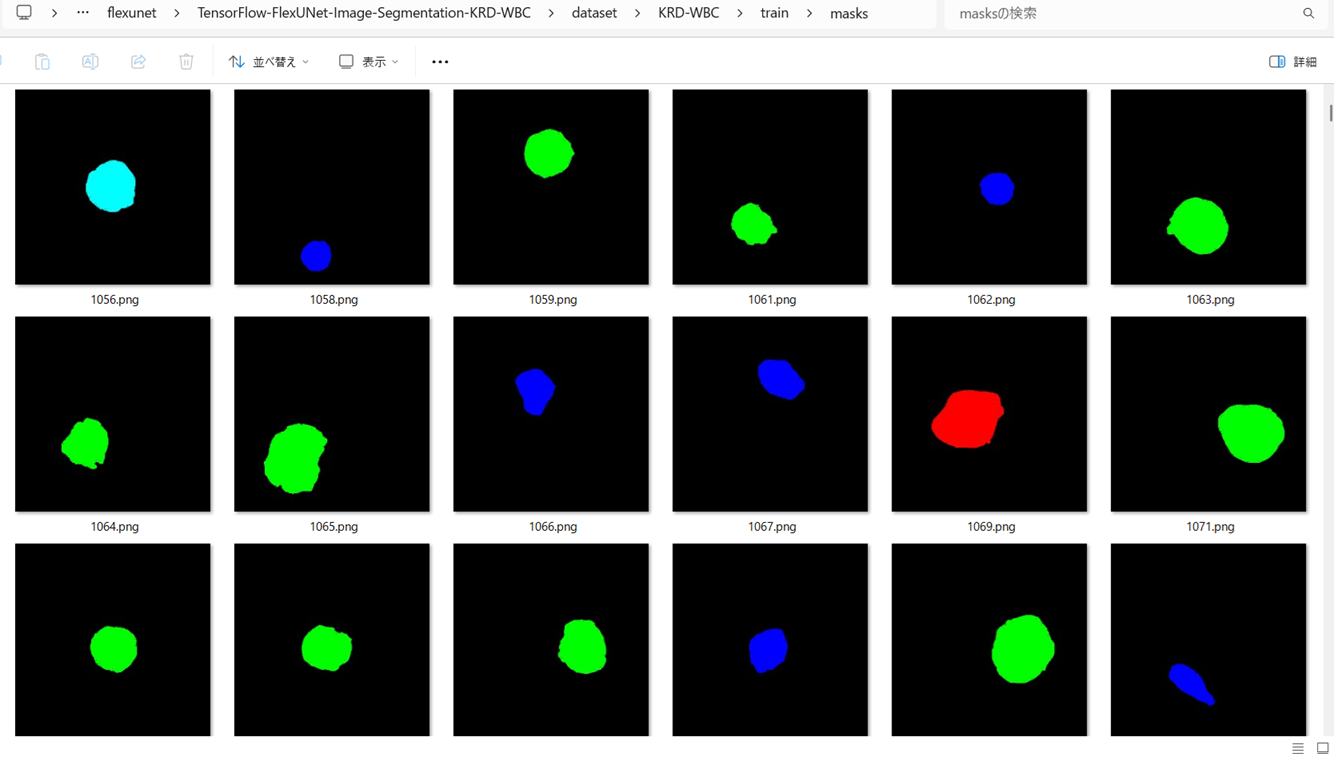 flexunet > TensorFlow-FlexUNet-Image-Segmentation-KRD-WBC > dataset > KRD-WBC > train > masks masksの検索
並べ替え 表示 詳細
1056.png 1058.png 1059.png 1061.png 1062.png 1063.png
1064.png 1065.png 1066.png 1067.png 1069.png 1071.png